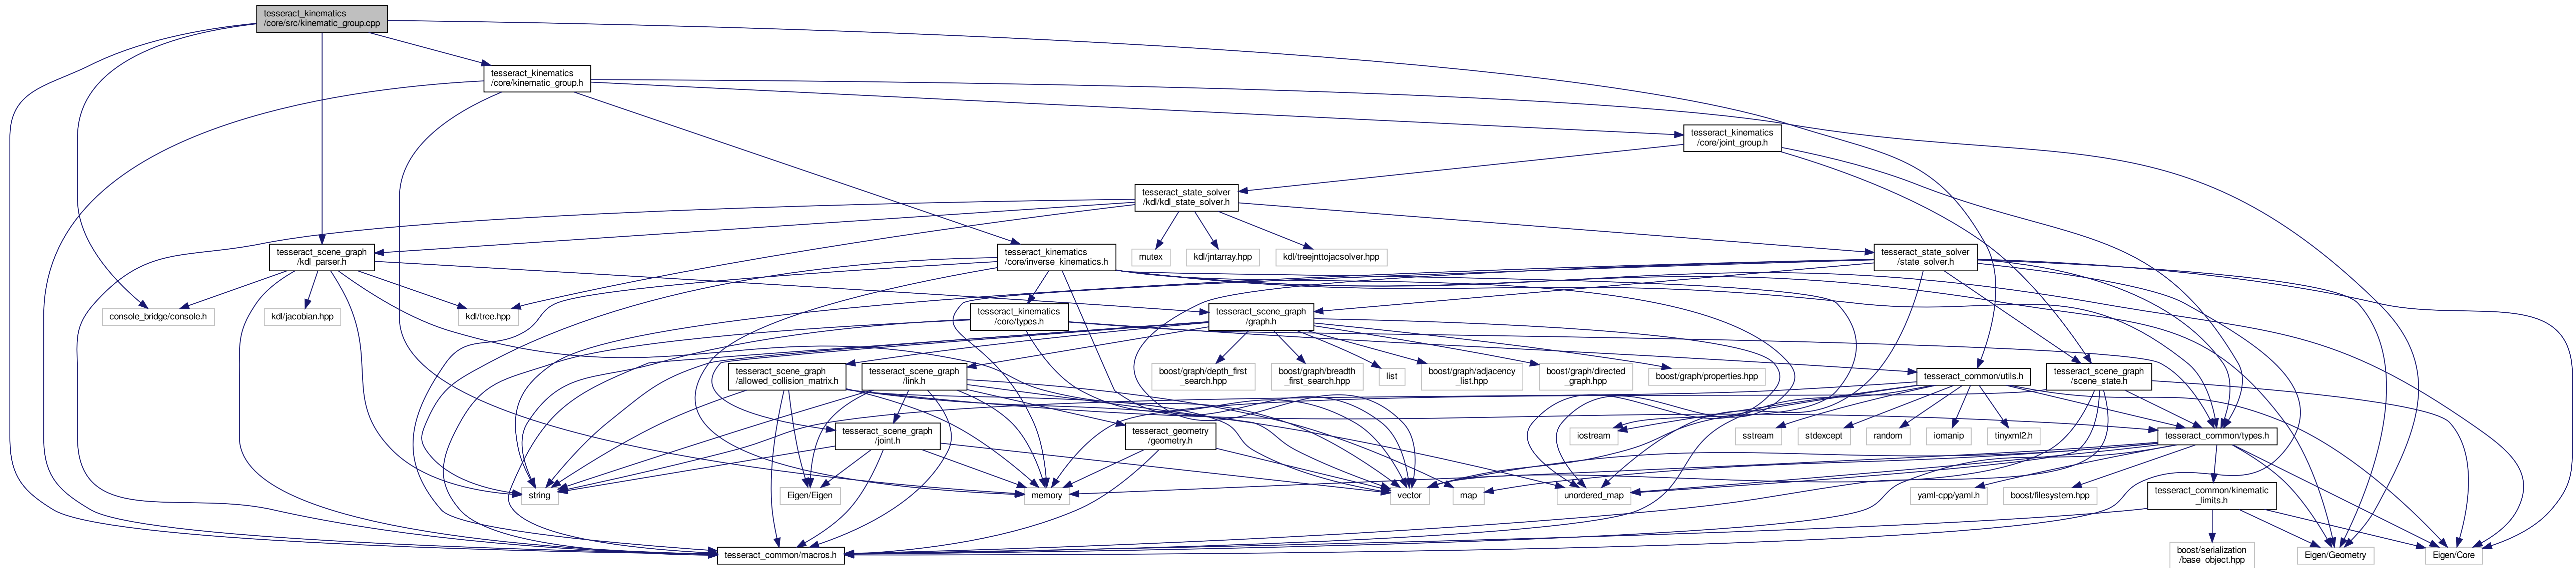 tesseract_kinematics
/core/src/kinematic_group.cpp
tesseract_kinematics
/core/kinematic_group.h
tesseract_kinematics
/core/joint_group.h
tesseract_state_solver
/kdl/kdl_state_solver.h
tesseract_scene_graph
/kdl_parser.h
tesseract_kinematics
/core/inverse_kinematics.h
mutex
kdl/jntarray.hpp
kdl/treejnttojacsolver.hpp
tesseract_state_solver
/state_solver.h
console_bridge/console.h
kdl/jacobian.hpp
kdl/tree.hpp
tesseract_kinematics
/core/types.h
tesseract_scene_graph
/graph.h
tesseract_scene_graph
/allowed_collision_matrix.h
tesseract_scene_graph
/link.h
boost/graph/depth_first
_search.hpp
boost/graph/breadth
_first_search.hpp
list
boost/graph/adjacency
_list.hpp
boost/graph/directed
_graph.hpp
boost/graph/properties.hpp
tesseract_common/utils.h
tesseract_scene_graph
/scene_state.h
tesseract_scene_graph
/joint.h
tesseract_geometry
/geometry.h
iostream
sstream
stdexcept
random
iomanip
tinyxml2.h
tesseract_common/types.h
string
Eigen/Eigen
memory
vector
map
unordered_map
yaml-cpp/yaml.h
boost/filesystem.hpp
tesseract_common/kinematic
_limits.h
tesseract_common/macros.h
boost/serialization
/base_object.hpp
Eigen/Geometry
Eigen/Core